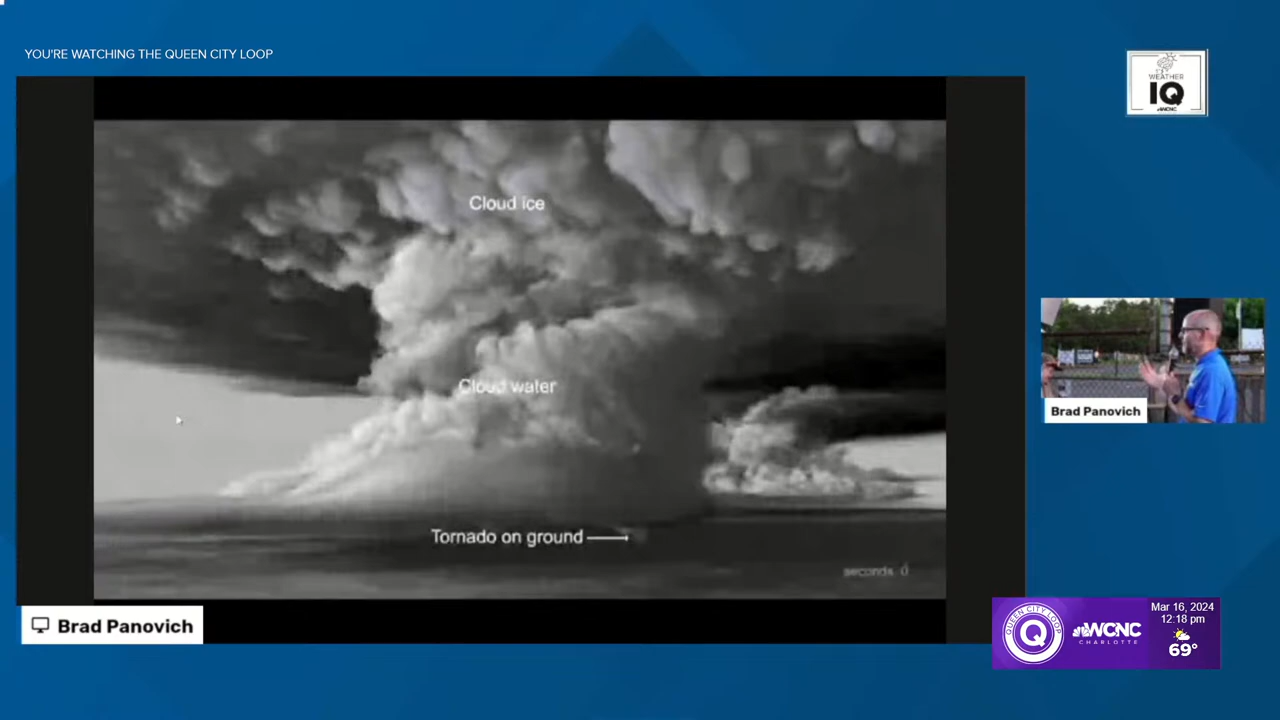 YOU'RE WATCHING THE QUEEN CITY LOOP
WEATHER
IQ
WCNC
Cloud ice
Cloud water
Tornado on ground
seconds 0
Brad Panovich
Brad Panovich
QUEEN CITY LOOP
Q
WCNC
CHARLOTTE
Mar 16, 2024
12:18 pm
69°